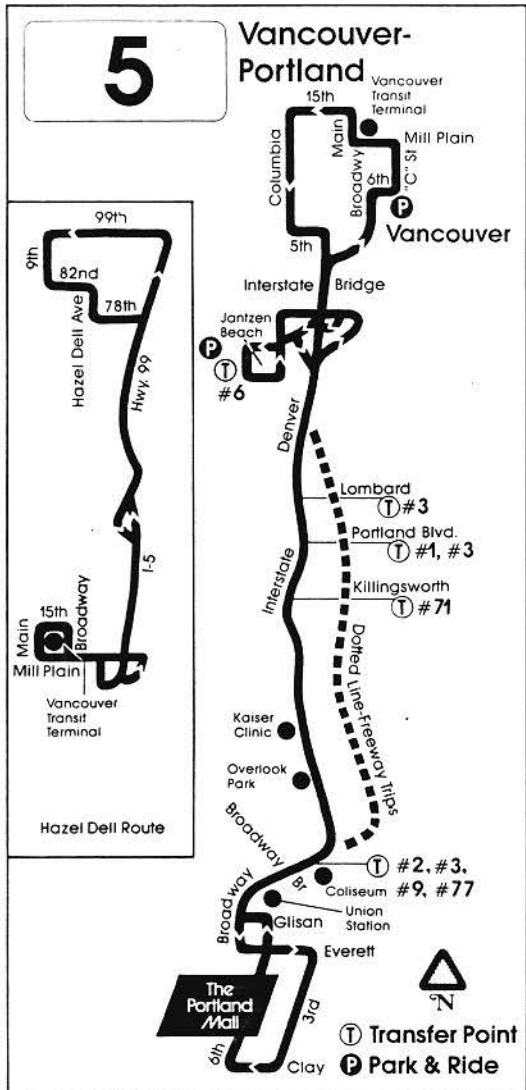 5
Vancouver-
Portland
Vancouver
Transit
Terminal
15th
Main
Mill Plain
Columbia
Broadwy
6th
"C" St
P
5th
Vancouver
Interstate Bridge
Jantzen
Beach
P
T
#6
Denver
Lombard
T #3
Portland Blvd.
T #1, #3
Interstate
Killingsworth
T #71
Dotted Line-Freeway Trips
Kaiser
Clinic
Overlook
Park
Broadway Br
T #2, #3,
#9, #77
Coliseum
Union
Station
Broadway
Glisan
Everett
The
Portland
Mall
3rd
6th
Clay
N
T Transfer Point
P Park & Ride
99th
9th
82nd
78th
Hazel Dell Ave
Hwy. 99
I-5
15th
Main
Broadway
Mill Plain
Vancouver
Transit
Terminal
Hazel Dell Route